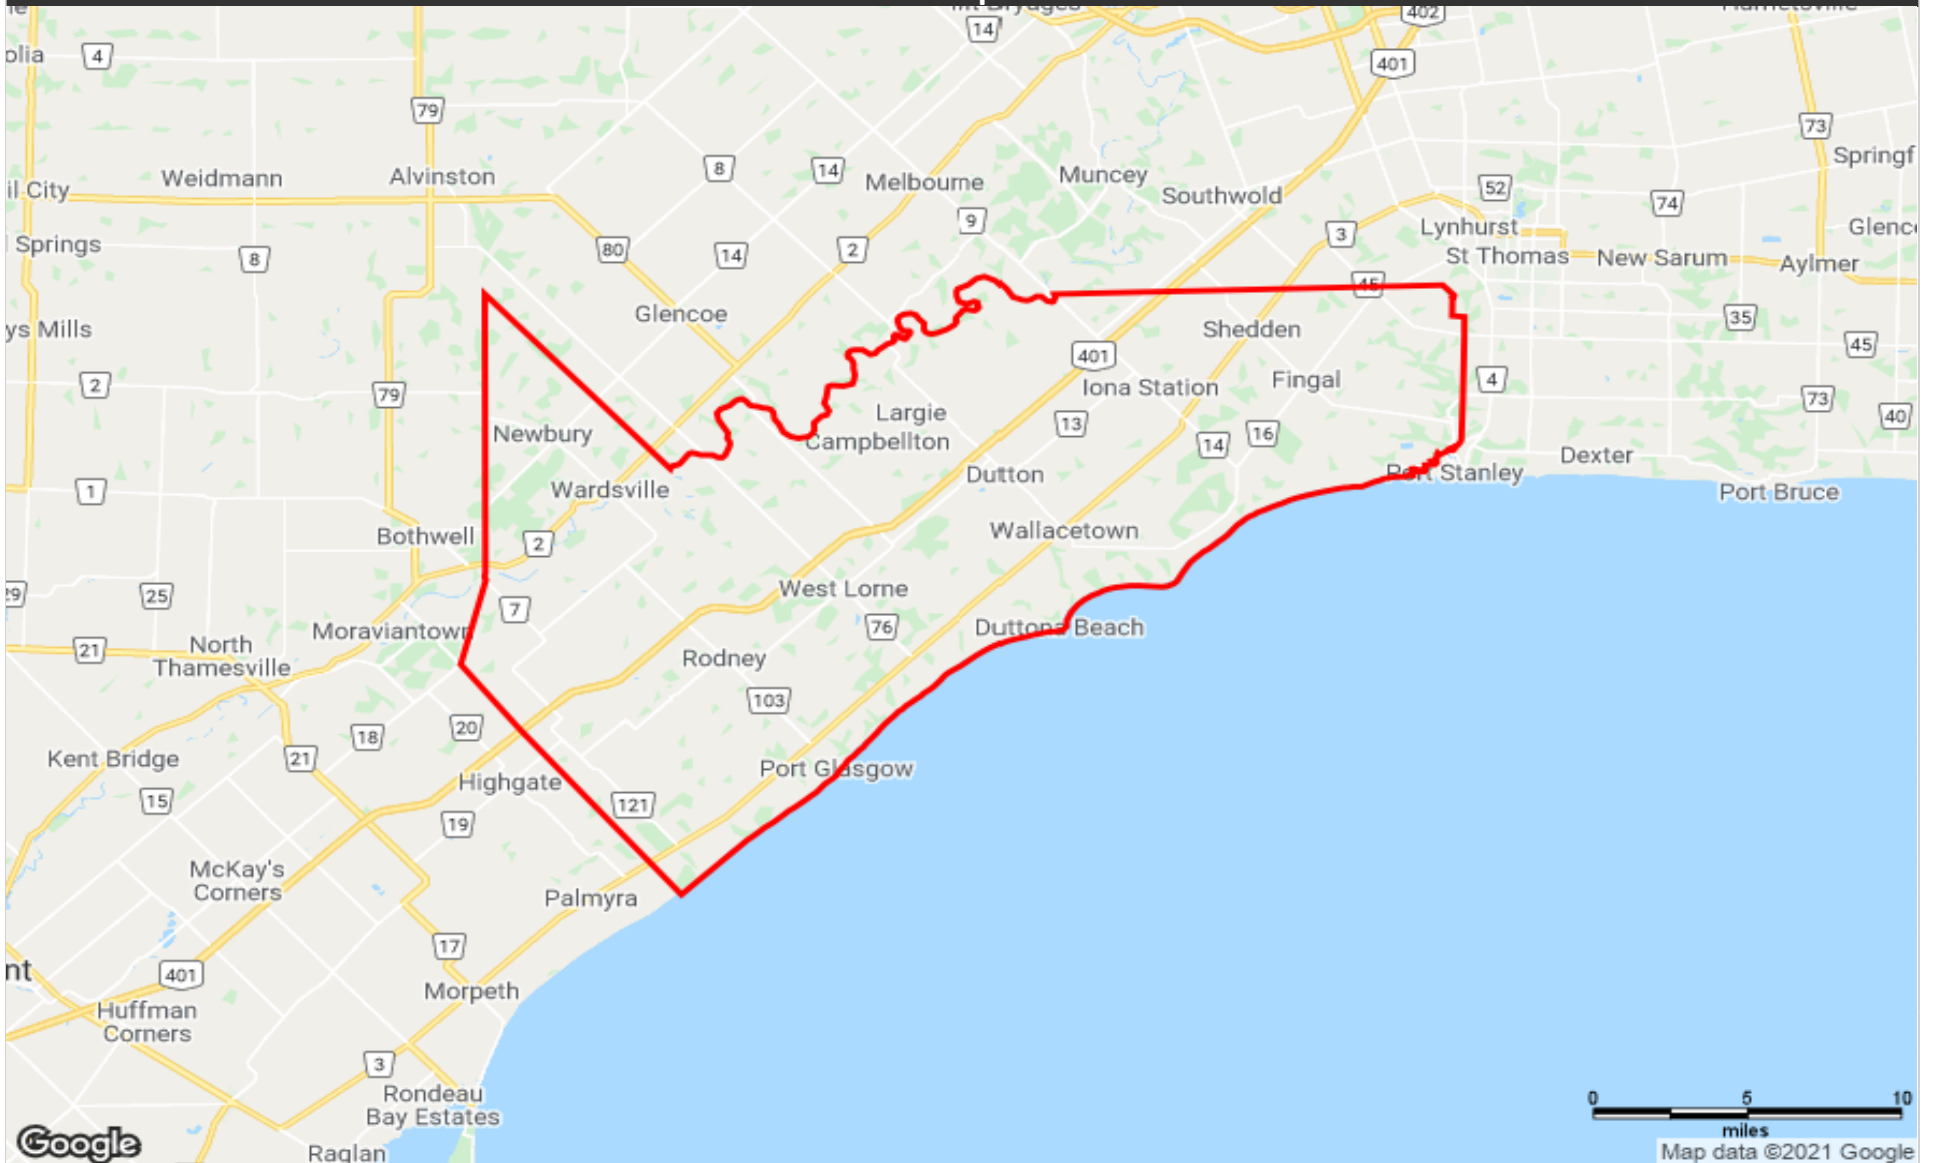 402
14
401
olia
4
79
73
Springf
Weidmann
Alvinston
8
14
Melbourne
Muncey
Southwold
52
74
il City
9
3
Lynhurst
Glenc
Springs
8
80
14
2
St Thomas
New Sarum
Aylmer
45
Glencoe
Shedden
35
ys Mills
401
45
2
79
Iona Station
Fingal
4
73
Largie
Campbellton
13
14
16
40
Newbury
Dutton
Port Stanley
Dexter
1
Wardsville
Port Bruce
Bothwell
2
Wallacetown
29
25
7
West Lorne
Moraviantown
76
Duttona Beach
21
North
Thamesville
Rodney
103
20
18
Kent Bridge
21
Highgate
Port Glasgow
15
121
19
McKay's
Corners
Palmyra
17
nt
401
Morpeth
Huffman
Corners
3
Rondeau
Bay Estates
0 5 10
miles
Google
Raglan
Map data ©2021 Google